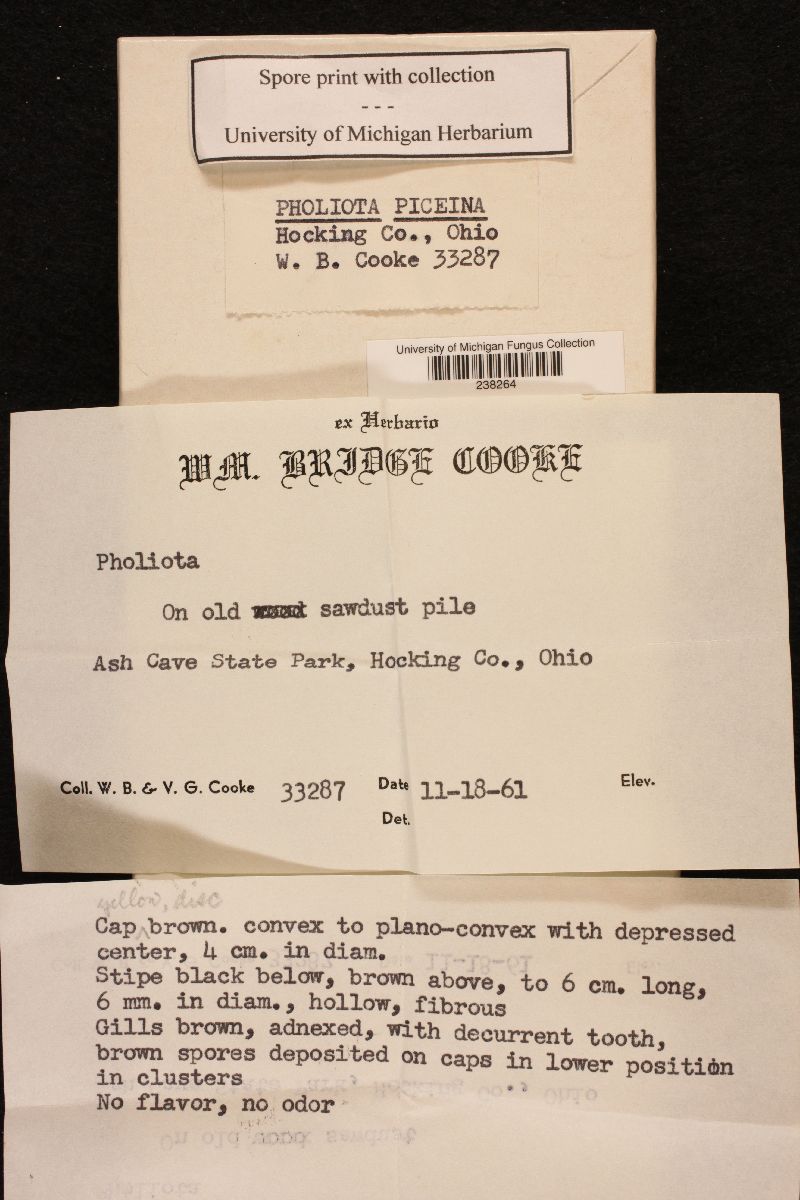 Spore print with collection
- - -
University of Michigan Herbarium
PHOLIOTA PICEINA
Hocking Co., Ohio
W. B. Cooke 33287
University of Michigan Fungus Collection
238264
ex Herbario
WM. BRIDGE COOKE
Pholiota
On old sawdust pile
Ash Cave State Park, Hocking Co., Ohio
Coll. W. B. & V. G. Cooke 33287 Date 11-18-61 Elev.
Det.
yellow, disc
Cap brown. convex to plano-convex with depressed
center, 4 cm. in diam.
Stipe black below, brown above, to 6 cm. long,
6 mm. in diam., hollow, fibrous
Gills brown, adnexed, with decurrent tooth,
brown spores deposited on caps in lower position
in clusters
No flavor, no odor